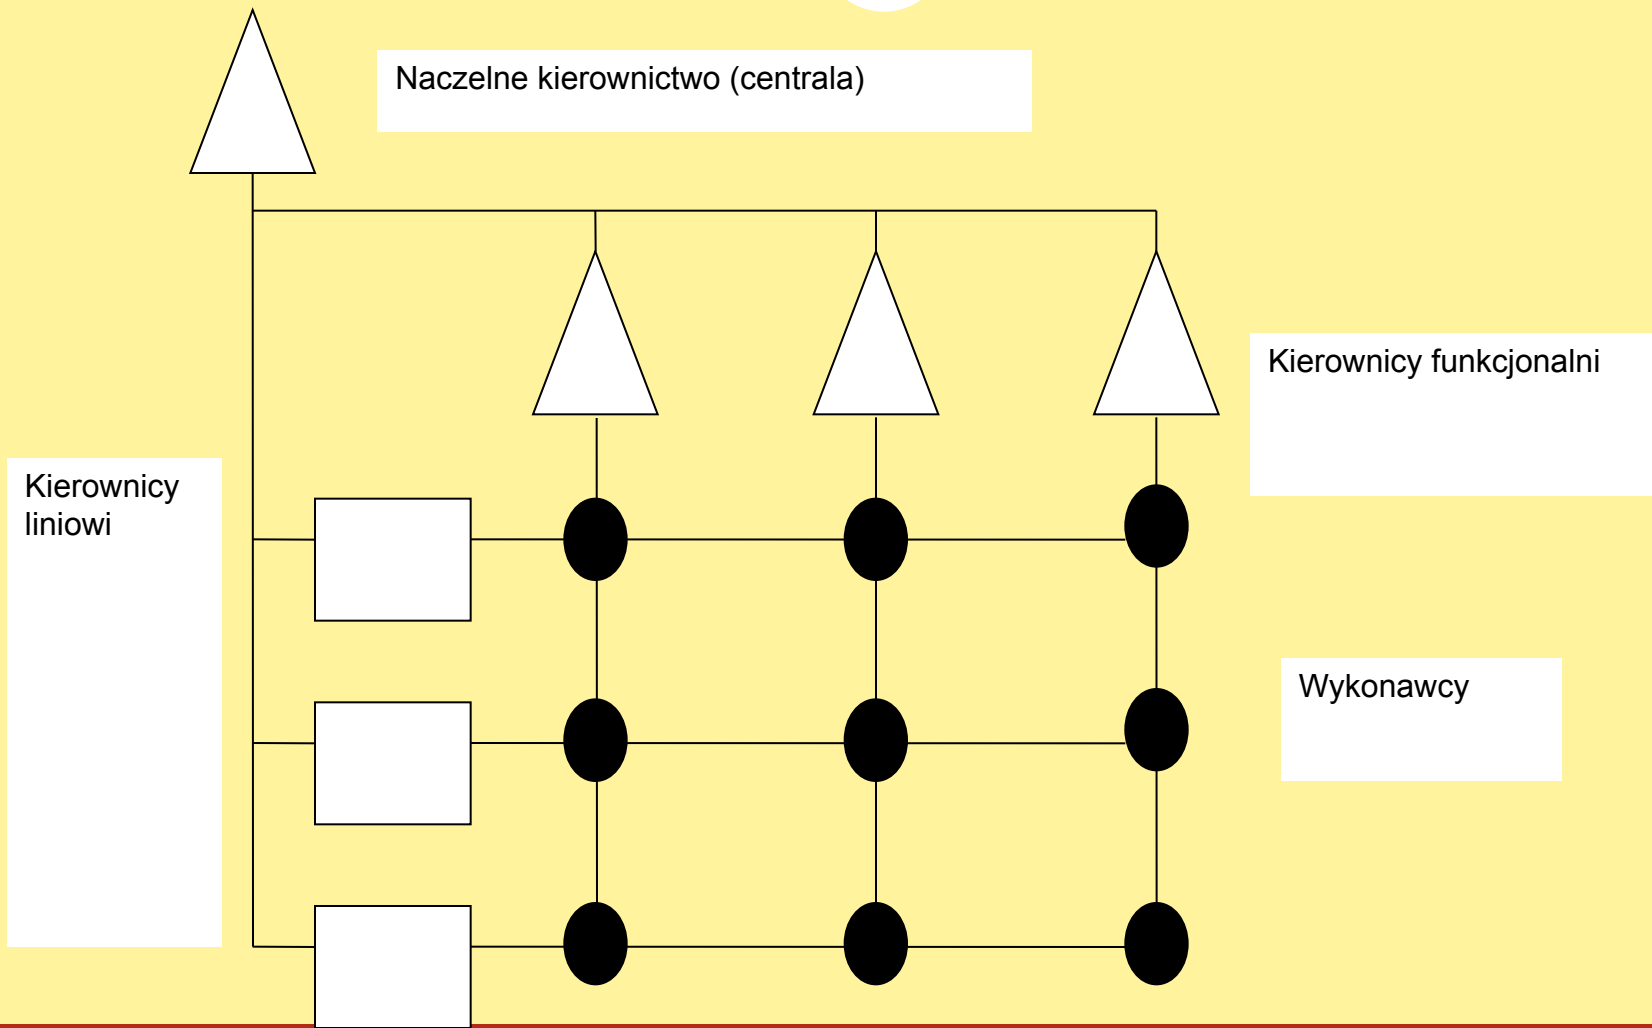 Naczelne kierownictwo (centrala)
Kierownicy funkcjonalni
Kierownicy
liniowi
Wykonawcy